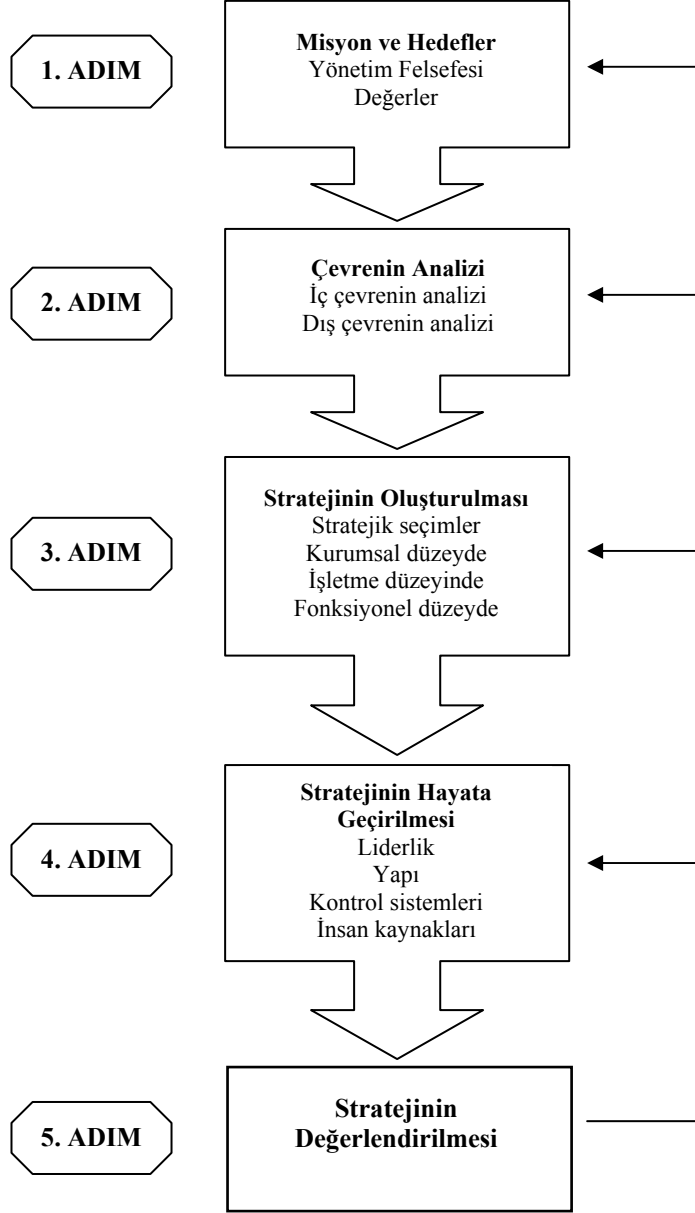 1. ADIM
Misyon ve Hedefler
Yönetim Felsefesi
Değerler
2. ADIM
Çevrenin Analizi
İç çevrenin analizi
Dış çevrenin analizi
3. ADIM
Stratejinin Oluşturulması
Stratejik seçimler
Kurumsal düzeyde
İşletme düzeyinde
Fonksiyonel düzeyde
4. ADIM
Stratejinin Hayata
Geçirilmesi
Liderlik
Yapı
Kontrol sistemleri
İnsan kaynakları
5. ADIM
Stratejinin
Değerlendirilmesi